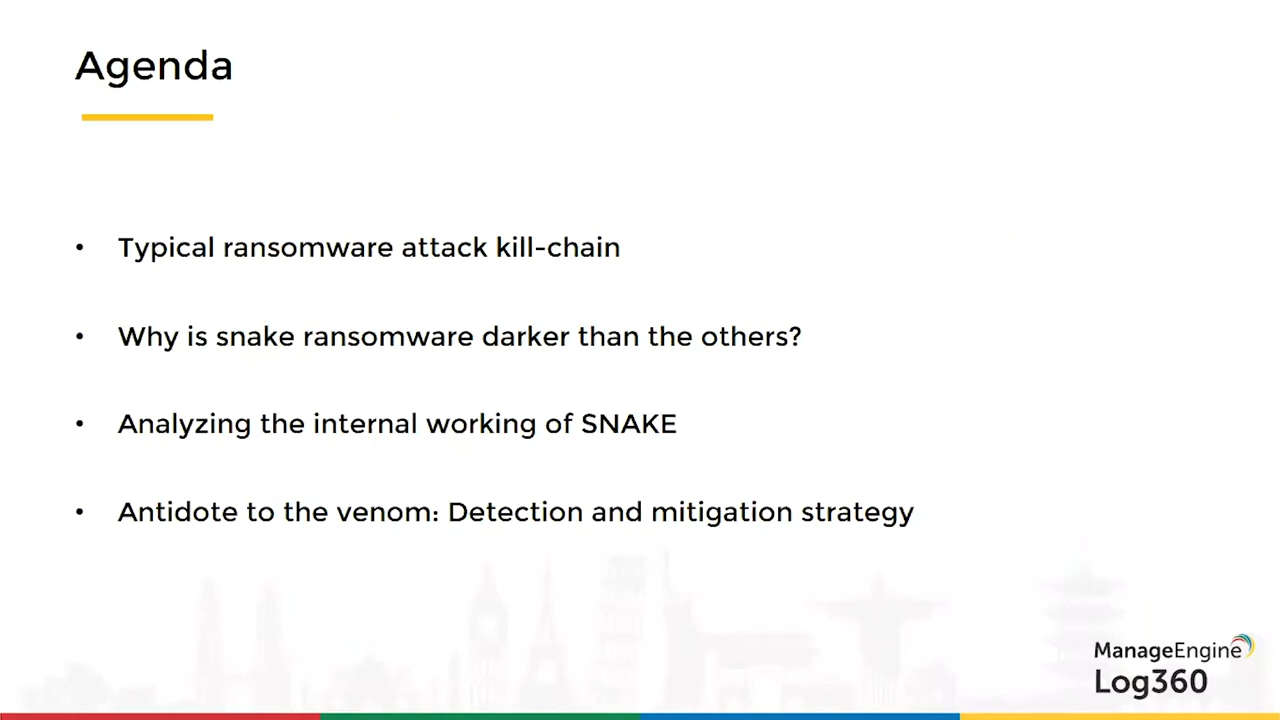 Agenda
• Typical ransomware attack kill-chain
• Why is snake ransomware darker than the others?
• Analyzing the internal working of SNAKE
• Antidote to the venom: Detection and mitigation strategy
ManageEngine
Log360